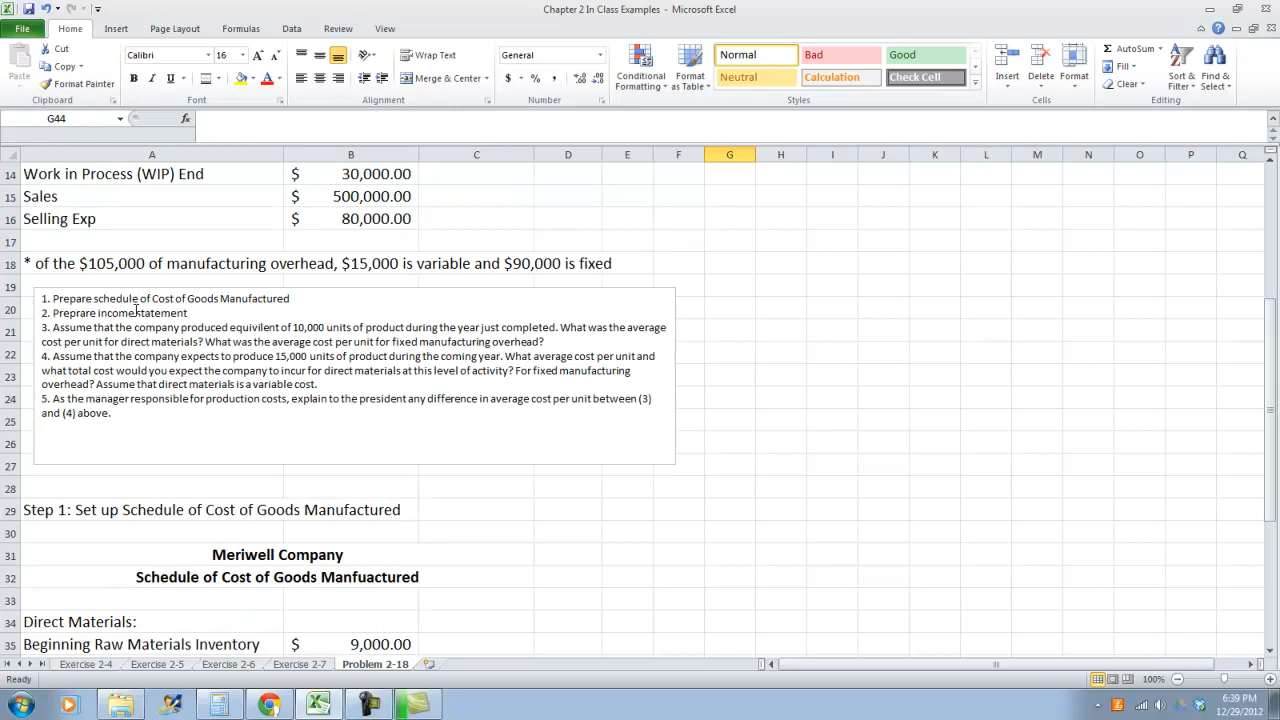 Chapter 2 In Class Examples - Microsoft Excel
File Home Insert Page Layout Formulas Data Review View
Paste
Cut
Copy
Format Painter
Clipboard
Calibri 16
B I U
Font
Wrap Text
Merge & Center
Alignment
General
$ % ,
Number
Conditional Formatting
Format as Table
Normal Bad Good
Neutral Calculation Check Cell
Styles
Insert Delete Format
Cells
AutoSum
Fill
Clear
Sort & Filter
Find & Select
Editing
G44
fx
A B C D E F G H I J K L M N O P Q
14 Work in Process (WIP) End $ 30,000.00
15 Sales $ 500,000.00
16 Selling Exp $ 80,000.00
17
18 * of the $105,000 of manufacturing overhead, $15,000 is variable and $90,000 is fixed
19
20
21
22
23
24
25
26
27
28
1. Prepare schedule of Cost of Goods Manufactured
2. Preprare income statement
3. Assume that the company produced equivilent of 10,000 units of product during the year just completed. What was the average
cost per unit for direct materials? What was the average cost per unit for fixed manufacturing overhead?
4. Assume that the company expects to produce 15,000 units of product during the coming year. What average cost per unit and
what total cost would you expect the company to incur for direct materials at this level of activity? For fixed manufacturing
overhead? Assume that direct materials is a variable cost.
5. As the manager responsible for production costs, explain to the president any difference in average cost per unit between (3)
and (4) above.
29 Step 1: Set up Schedule of Cost of Goods Manufactured
30
31 Meriwell Company
32 Schedule of Cost of Goods Manfuactured
33
34 Direct Materials:
35 Beginning Raw Materials Inventory $ 9,000.00
Exercise 2-4 Exercise 2-5 Exercise 2-6 Exercise 2-7 Problem 2-18
Ready
100%
6:39 PM
12/29/2012